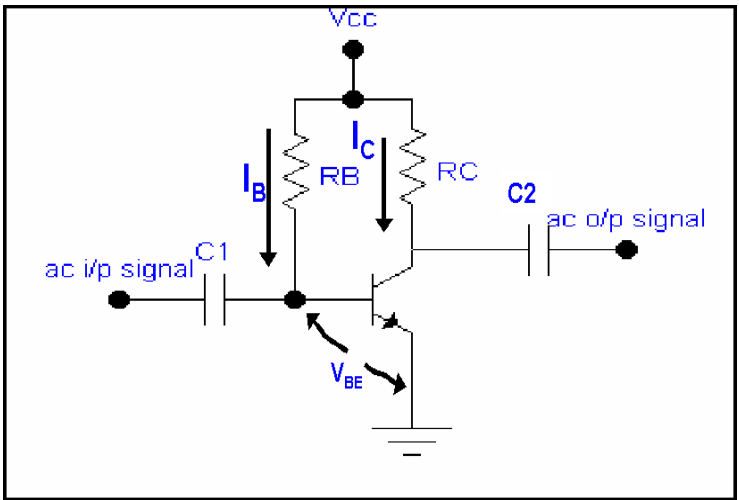 Vcc
IC
IB
RB
RC
C2
ac o/p signal
C1
ac i/p signal
VBE